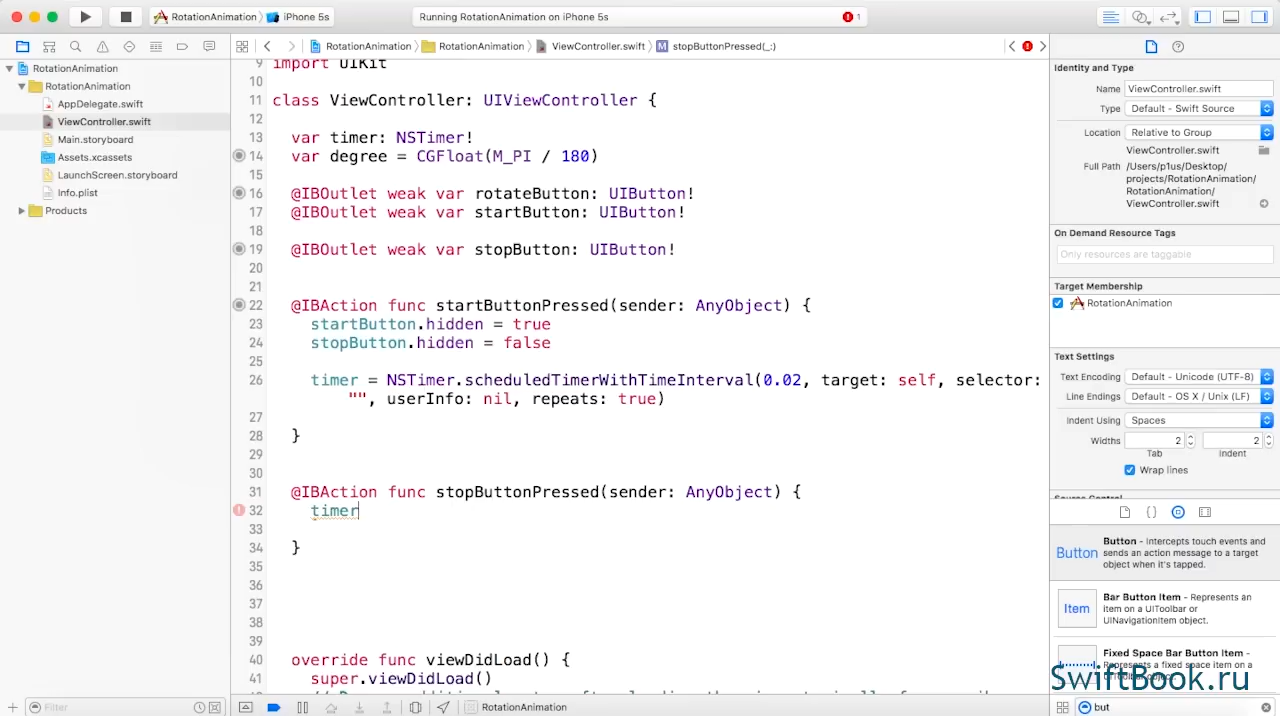 RotationAnimation
iPhone 5s
Running RotationAnimation on iPhone 5s
1
RotationAnimation
RotationAnimation
ViewController.swift
M
stopButtonPressed(_:)
RotationAnimation
RotationAnimation
AppDelegate.swift
ViewController.swift
Main.storyboard
Assets.xcassets
LaunchScreen.storyboard
Info.plist
Products
Filter
9 import UIKit
10
11 class ViewController: UIViewController {
12
13 var timer: NSTimer!
14 var degree = CGFloat(M_PI / 180)
15
16 @IBOutlet weak var rotateButton: UIButton!
17 @IBOutlet weak var startButton: UIButton!
18
19 @IBOutlet weak var stopButton: UIButton!
20
21
22 @IBAction func startButtonPressed(sender: AnyObject) {
23 startButton.hidden = true
24 stopButton.hidden = false
25
26 timer = NSTimer.scheduledTimerWithTimeInterval(0.02, target: self, selector:
"", userInfo: nil, repeats: true)
27
28 }
29
30
31 @IBAction func stopButtonPressed(sender: AnyObject) {
32 timer
33
34 }
35
36
37
38
39
40 override func viewDidLoad() {
41 super.viewDidLoad()
RotationAnimation
Identity and Type
Name ViewController.swift
Type Default - Swift Source
Location Relative to Group
ViewController.swift
Full Path /Users/p1us/Desktop/
projects/RotationAnimation/
RotationAnimation/
ViewController.swift
On Demand Resource Tags
Only resources are taggable
Target Membership
RotationAnimation
Text Settings
Text Encoding Default - Unicode (UTF-8)
Line Endings Default - OS X / Unix (LF)
Indent Using Spaces
Widths 2 2
Tab Indent
Wrap lines
Source Control
Button
Button - Intercepts touch events and
sends an action message to a target
object when it's tapped.
Item
Bar Button Item - Represents an
item on a UIToolbar or
UINavigationItem object.
Fixed Space Bar Button Item -
Represents a fixed space item on a
SwiftBook.ru
but